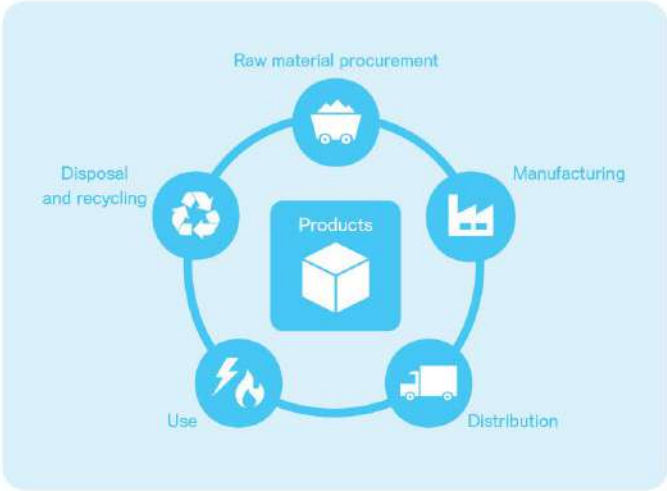 Raw material procurement
Manufacturing
Distribution
Use
Disposal
and recycling
Products